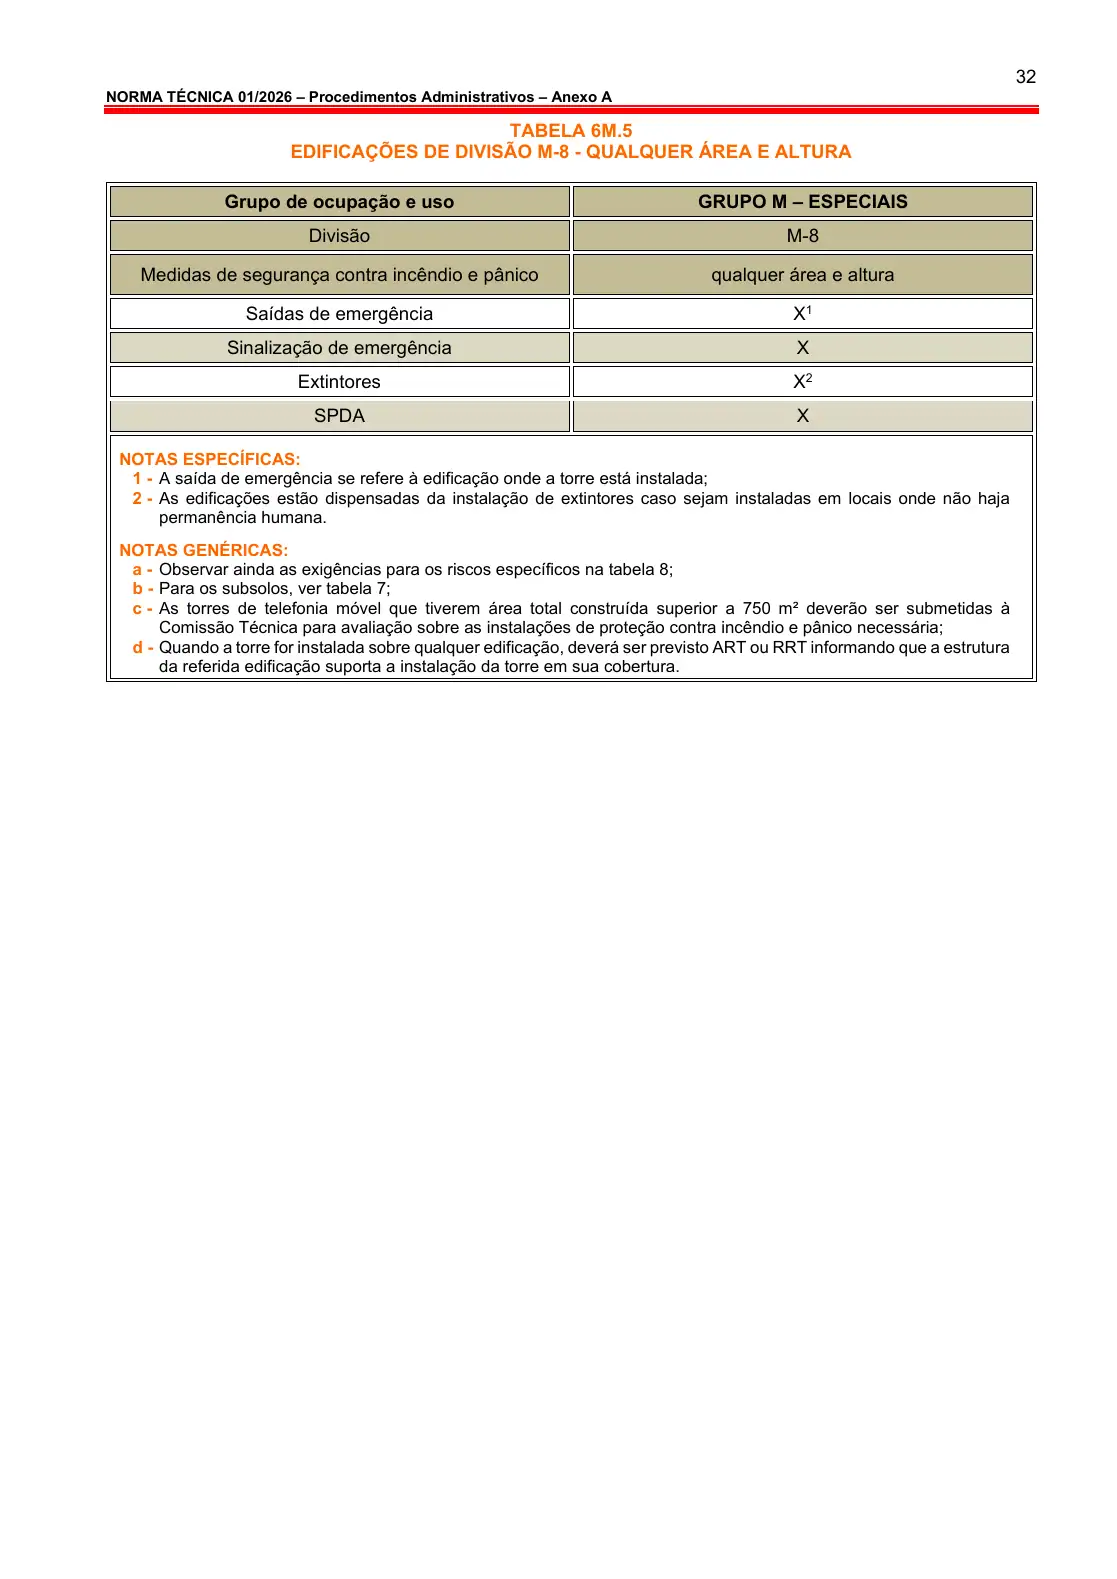 32
NORMA TÉCNICA 01/2026 – Procedimentos Administrativos – Anexo A
TABELA 6M.5
EDIFICAÇÕES DE DIVISÃO M-8 - QUALQUER ÁREA E ALTURA
Grupo de ocupação e uso GRUPO M – ESPECIAIS
Divisão M-8
Medidas de segurança contra incêndio e pânico qualquer área e altura
Saídas de emergência X¹
Sinalização de emergência X
Extintores X²
SPDA X
NOTAS ESPECÍFICAS:
1 - A saída de emergência se refere à edificação onde a torre está instalada;
2 - As edificações estão dispensadas da instalação de extintores caso sejam instaladas em locais onde não haja
permanência humana.
NOTAS GENÉRICAS:
a - Observar ainda as exigências para os riscos específicos na tabela 8;
b - Para os subsolos, ver tabela 7;
c - As torres de telefonia móvel que tiverem área total construída superior a 750 m² deverão ser submetidas à
Comissão Técnica para avaliação sobre as instalações de proteção contra incêndio e pânico necessária;
d - Quando a torre for instalada sobre qualquer edificação, deverá ser previsto ART ou RRT informando que a estrutura
da referida edificação suporta a instalação da torre em sua cobertura.